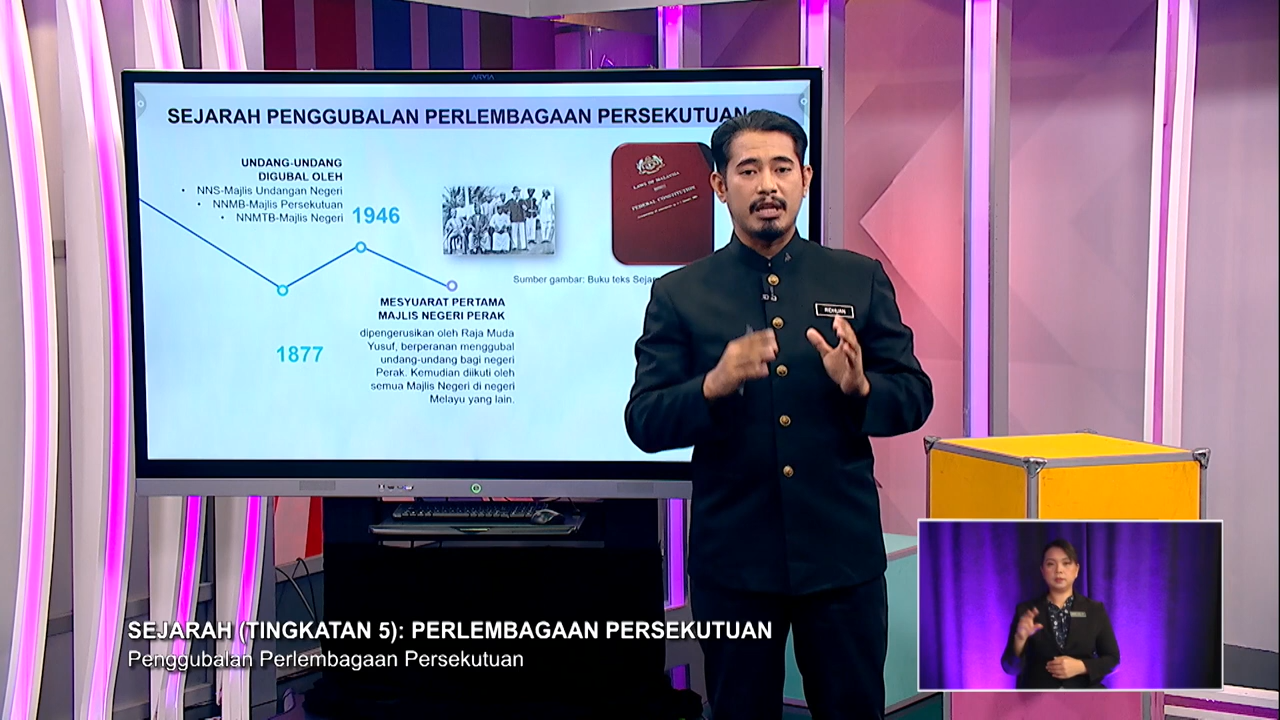 SEJARAH PENGGUBALAN PERLEMBAGAAN PERSEKUTUAN
UNDANG-UNDANG
DIGUBAL OLEH
• NNS-Majlis Undangan Negeri
• NNMB-Majlis Persekutuan
• NNMTB-Majlis Negeri
1946
LAWS OF MALAYSIA
FEDERAL CONSTITUTION
Sumber gambar: Buku teks Sejar
MESYUARAT PERTAMA
MAJLIS NEGERI PERAK
1877
dipengerusikan oleh Raja Muda
Yusuf, berperanan menggubal
undang-undang bagi negeri
Perak. Kemudian diikuti oleh
semua Majlis Negeri di negeri
Melayu yang lain.
SEJARAH (TINGKATAN 5): PERLEMBAGAAN PERSEKUTUAN
Penggubalan Perlembagaan Persekutuan